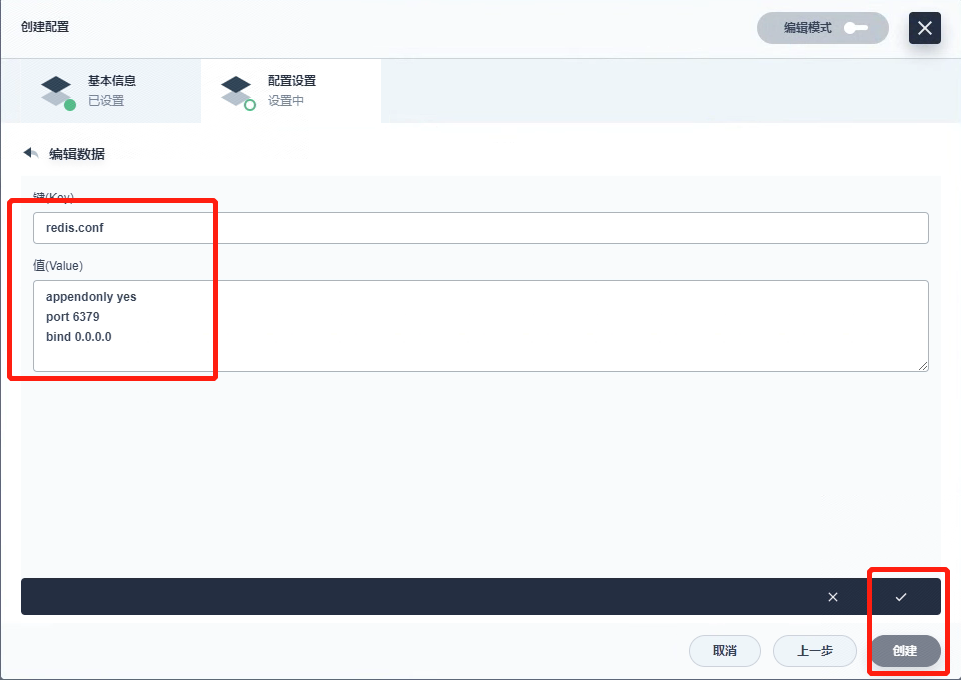 创建配置
编辑模式
基本信息
已设置
配置设置
设置中
编辑数据
键(Key)
redis.conf
值(Value)
appendonly yes
port 6379
bind 0.0.0.0
取消
上一步
创建